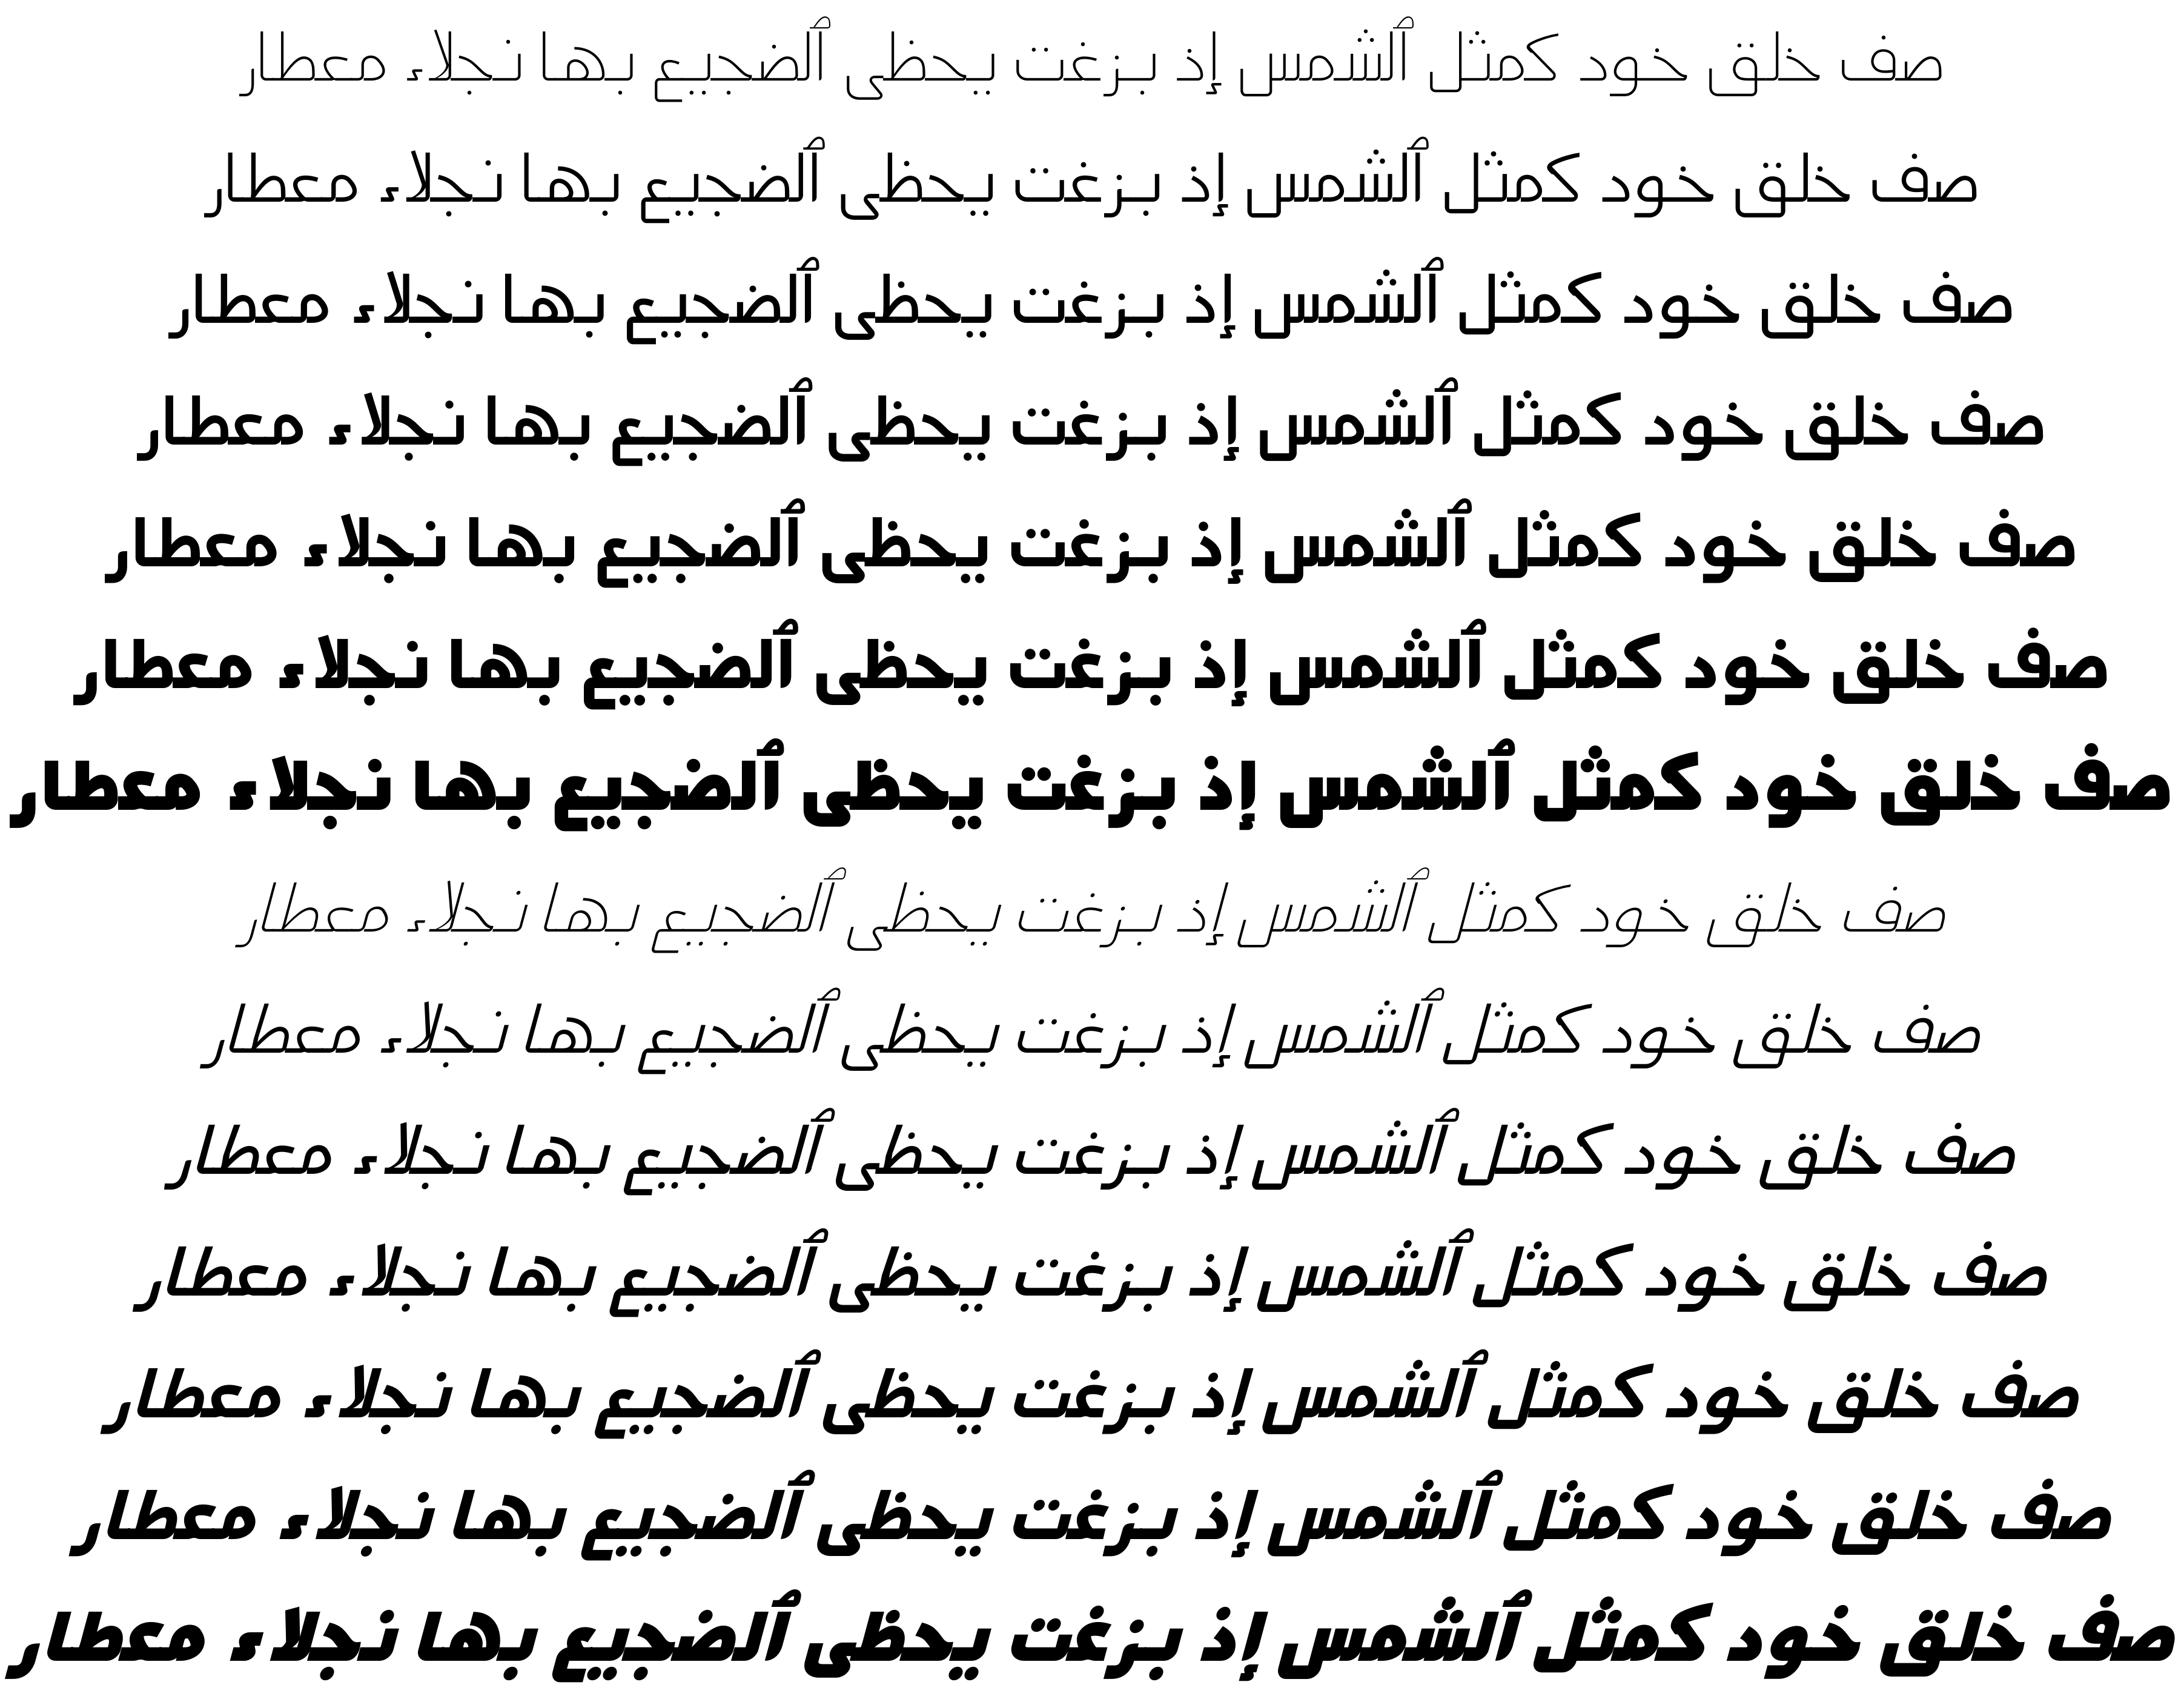 صف خلق خود كمثل ٱلشمس إذ بزغت يحظى ٱلضجيع بها نجلاء معطار
صف خلق خود كمثل ٱلشمس إذ بزغت يحظى ٱلضجيع بها نجلاء معطار
صف خلق خود كمثل ٱلشمس إذ بزغت يحظى ٱلضجيع بها نجلاء معطار
صف خلق خود كمثل ٱلشمس إذ بزغت يحظى ٱلضجيع بها نجلاء معطار
صف خلق خود كمثل ٱلشمس إذ بزغت يحظى ٱلضجيع بها نجلاء معطار
صف خلق خود كمثل ٱلشمس إذ بزغت يحظى ٱلضجيع بها نجلاء معطار
صف خلق خود كمثل ٱلشمس إذ بزغت يحظى ٱلضجيع بها نجلاء معطار
صف خلق خود كمثل ٱلشمس إذ بزغت يحظى ٱلضجيع بها نجلاء معطار
صف خلق خود كمثل ٱلشمس إذ بزغت يحظى ٱلضجيع بها نجلاء معطار
صف خلق خود كمثل ٱلشمس إذ بزغت يحظى ٱلضجيع بها نجلاء معطار
صف خلق خود كمثل ٱلشمس إذ بزغت يحظى ٱلضجيع بها نجلاء معطار
صف خلق خود كمثل ٱلشمس إذ بزغت يحظى ٱلضجيع بها نجلاء معطار
صف خلق خود كمثل ٱلشمس إذ بزغت يحظى ٱلضجيع بها نجلاء معطار
صف خلق خود كمثل ٱلشمس إذ بزغت يحظى ٱلضجيع بها نجلاء معطار